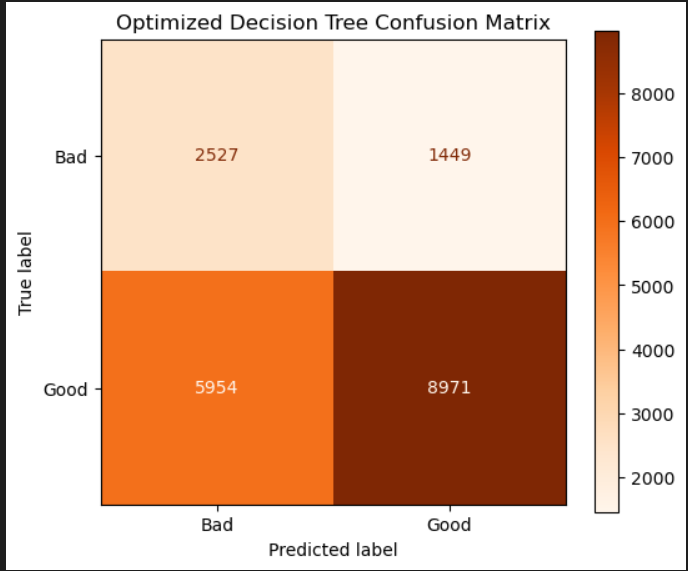 Optimized Decision Tree Confusion Matrix
True label
Bad
2527
1449
Good
5954
8971
Bad
Good
Predicted label
8000
7000
6000
5000
4000
3000
2000